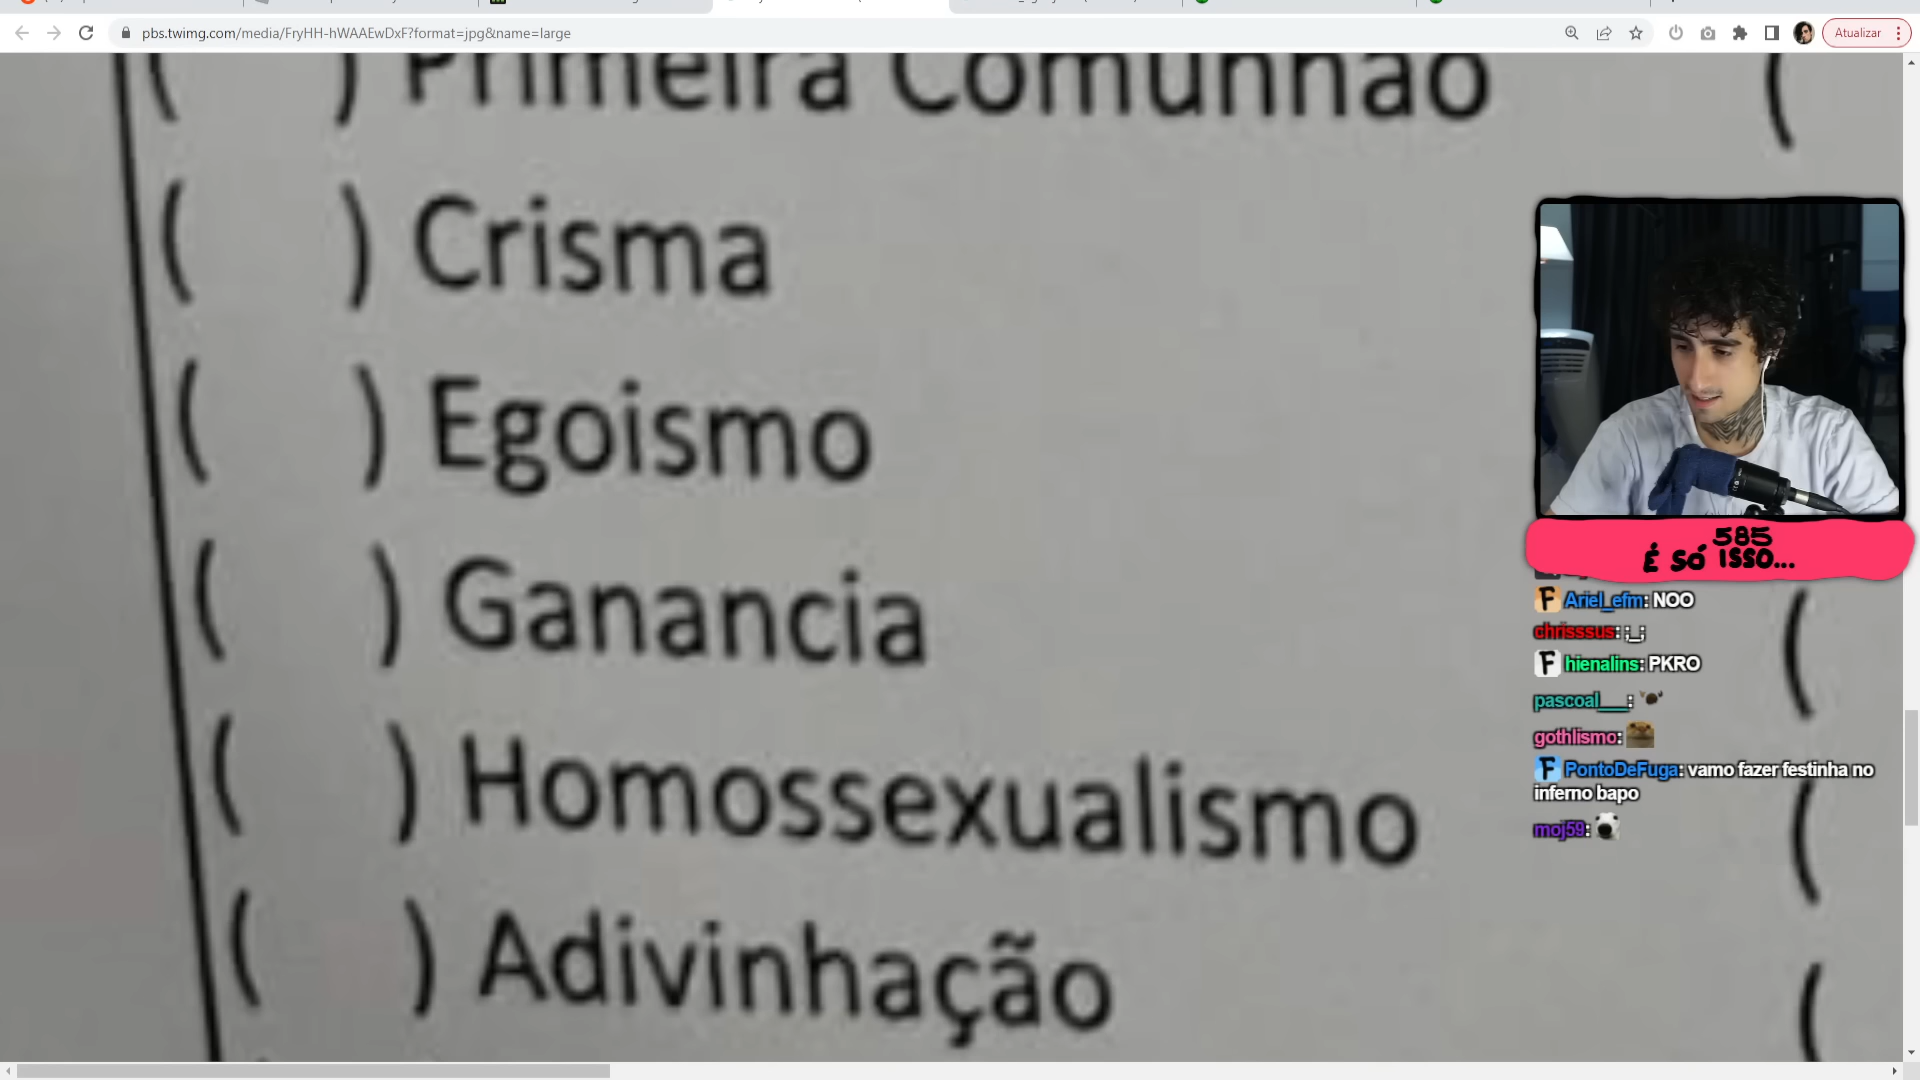 pbs.twimg.com/media/FryHH-hWAAEwDxF?format=jpg&name=large
Atualizar
( ) Primeira Comunhão (
( ) Crisma
( ) Egoismo
( ) Ganancia (
( ) Homossexualismo (
( ) Adivinhação (
585
É SÓ ISSO...
Ariel_efm: NOO
chrisssus: ;_;
hienalins: PKRO
pascoal___:
gothlismo:
PontoDeFuga: vamo fazer festinha no
inferno bapo
moj59: